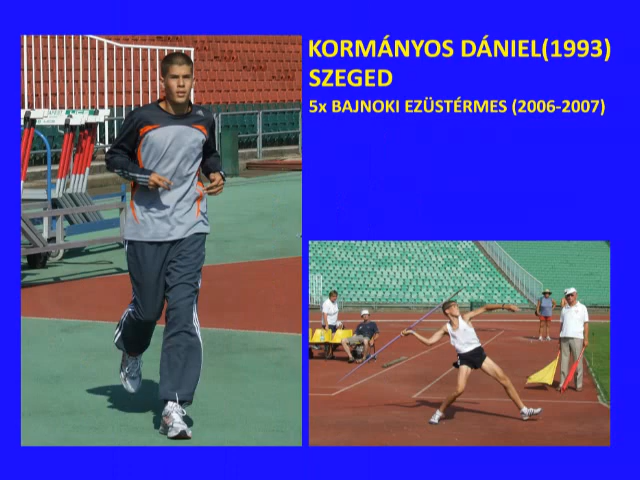 KORMÁNYOS DÁNIEL(1993)
SZEGED
5x BAJNOKI EZÜSTÉRMES (2006-2007)